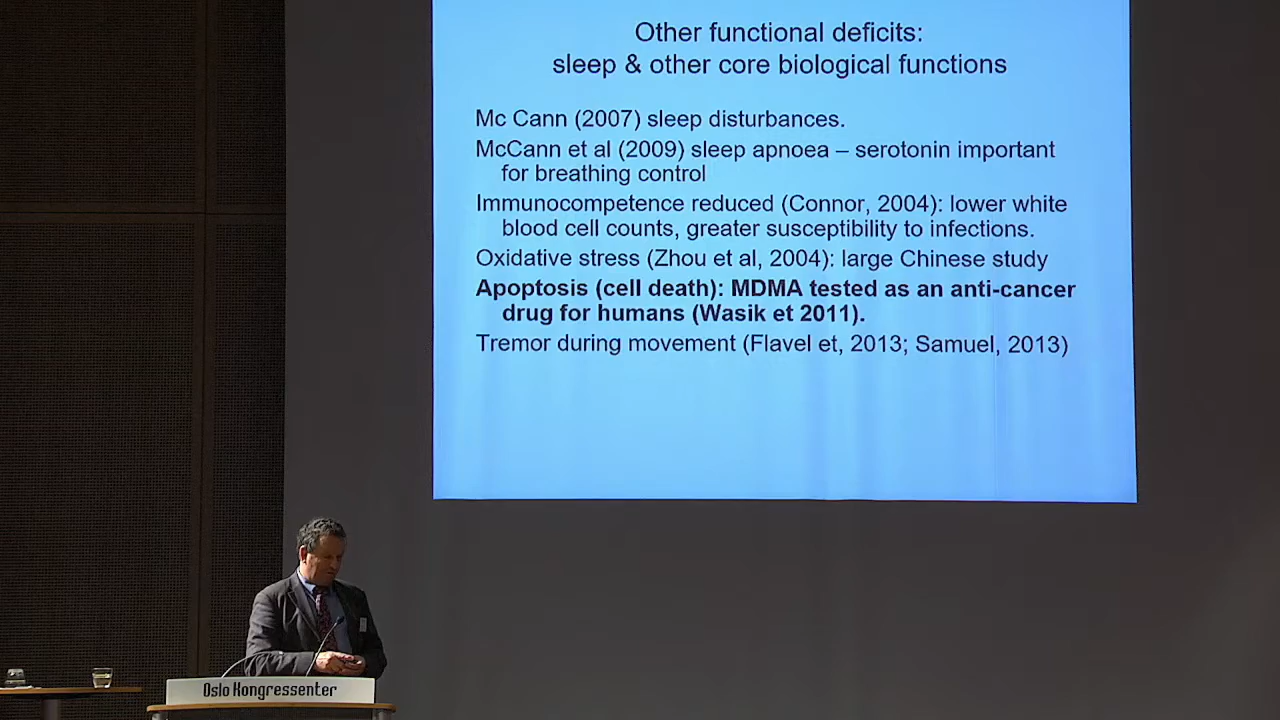 Other functional deficits:
sleep & other core biological functions
Mc Cann (2007) sleep disturbances.
McCann et al (2009) sleep apnoea – serotonin important
for breathing control
Immunocompetence reduced (Connor, 2004): lower white
blood cell counts, greater susceptibility to infections.
Oxidative stress (Zhou et al, 2004): large Chinese study
Apoptosis (cell death): MDMA tested as an anti-cancer
drug for humans (Wasik et 2011).
Tremor during movement (Flavel et, 2013; Samuel, 2013)
Oslo Kongressenter